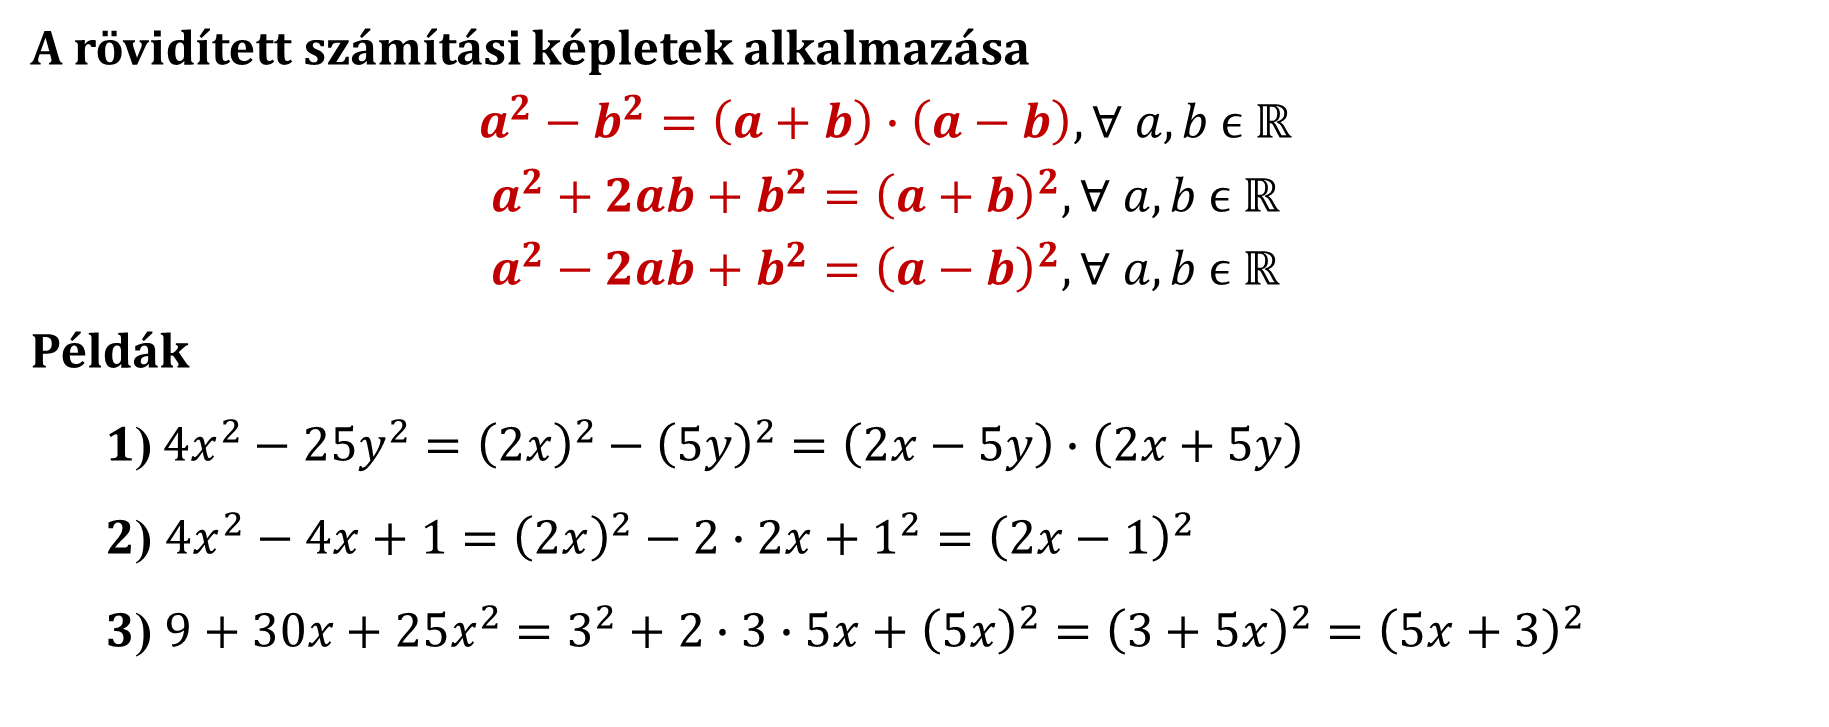 A rövidített számítási képletek alkalmazása
a² − b² = (a + b) · (a − b), ∀ a, b ϵ ℝ
a² + 2ab + b² = (a + b)², ∀ a, b ϵ ℝ
a² − 2ab + b² = (a − b)², ∀ a, b ϵ ℝ
Példák
1) 4x² − 25y² = (2x)² − (5y)² = (2x − 5y) · (2x + 5y)
2) 4x² − 4x + 1 = (2x)² − 2 · 2x + 1² = (2x − 1)²
3) 9 + 30x + 25x² = 3² + 2 · 3 · 5x + (5x)² = (3 + 5x)² = (5x + 3)²